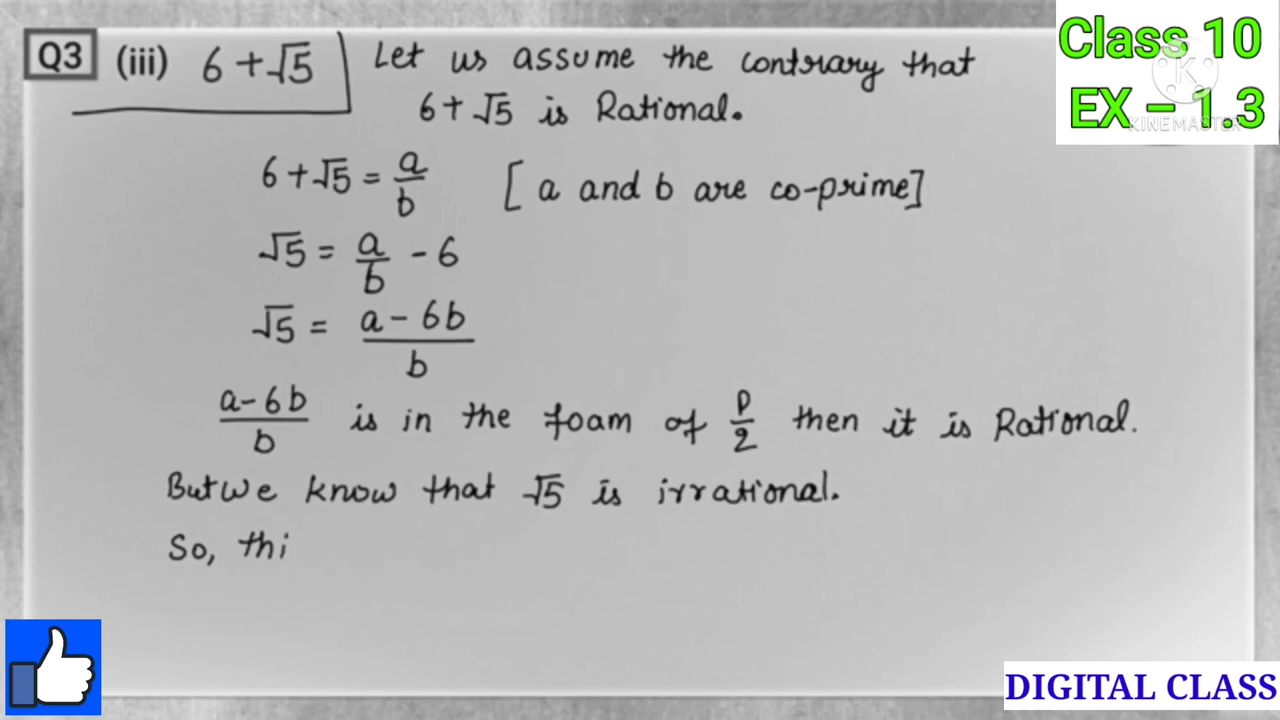 Q3 (iii) 6+√5 Let us assume the contrary that
6+√5 is Rational.
6+√5 = a/b [a and b are co-prime]
√5 = a/b - 6
√5 = a-6b/b
a-6b/b is in the foam of p/2 then it is Rational.
But we know that √5 is irrational.
So, thi
Class 10
EX – 1.3
K
KINEMASTER
DIGITAL CLASS